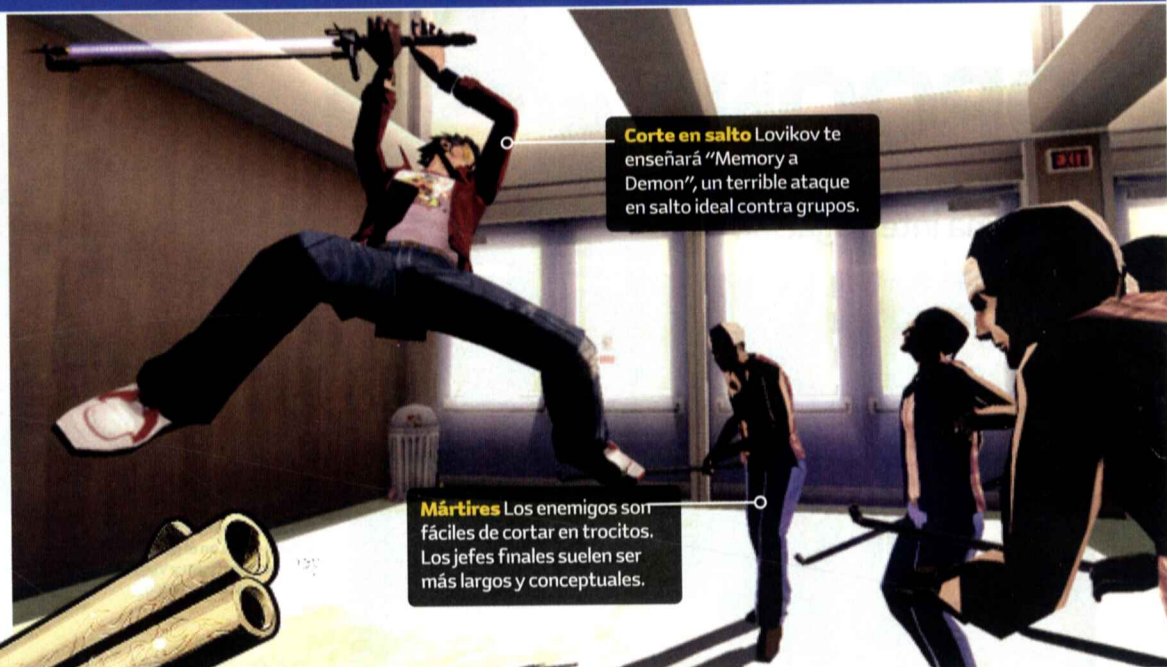 Corte en salto Lovikov te
enseñará “Memory a
Demon”, un terrible ataque
en salto ideal contra grupos.
Mártires Los enemigos son
fáciles de cortar en trocitos.
Los jefes finales suelen ser
más largos y conceptuales.